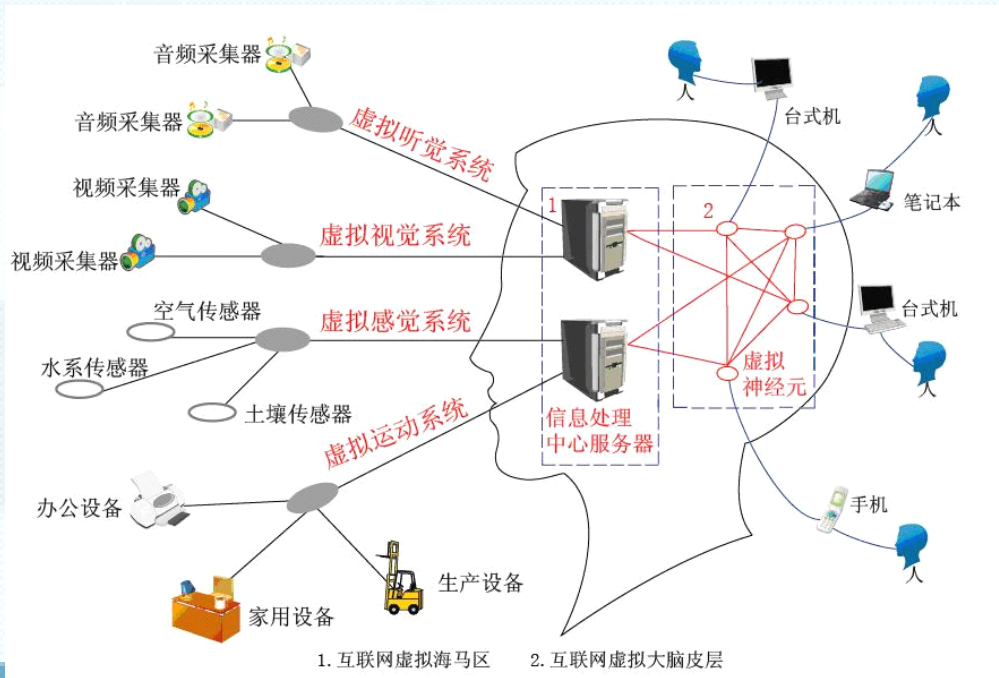 音频采集器
音频采集器
视频采集器
视频采集器
空气传感器
水系传感器
土壤传感器
办公设备
家用设备
生产设备
虚拟听觉系统
虚拟视觉系统
虚拟感觉系统
虚拟运动系统
1
信息处理
中心服务器
2
虚拟
神经元
人
台式机
人
笔记本
台式机
人
手机
人
1.互联网虚拟海马区
2.互联网虚拟大脑皮层